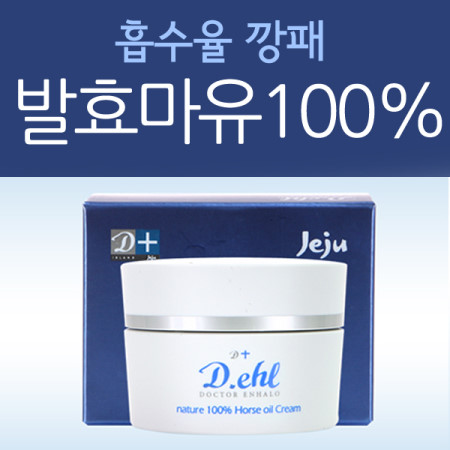 흡수율 깡패
발효마유100%
D+
Jeju
D+
D.ehl
DOCTOR ENHALO
nature 100% Horse oil Cream